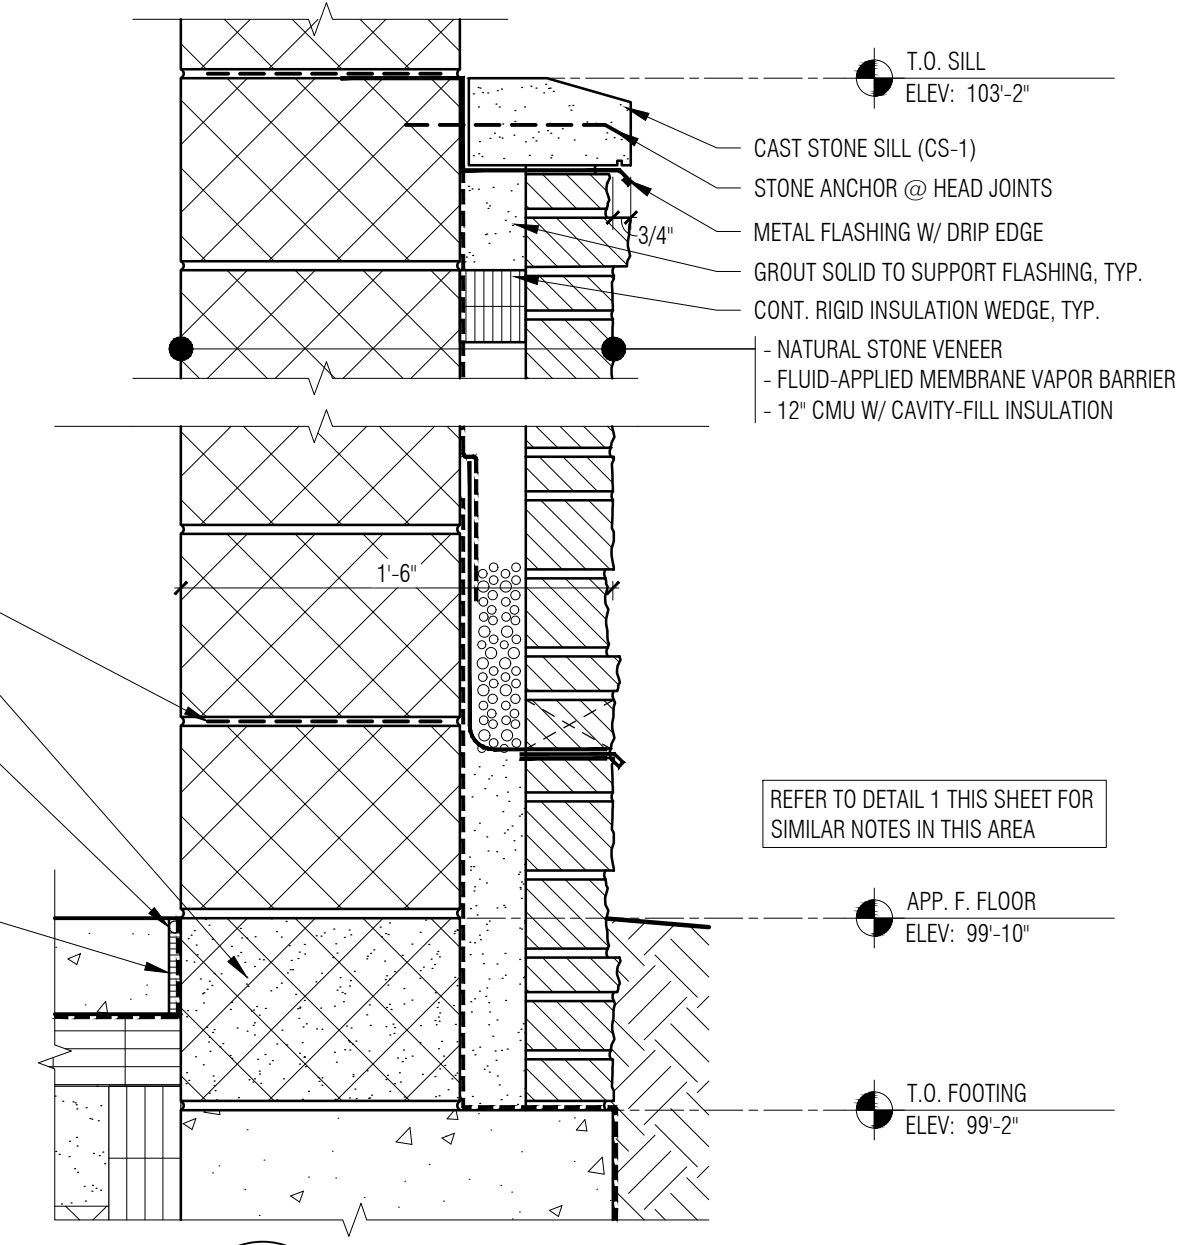 T.O. SILL
ELEV: 103'-2"
CAST STONE SILL (CS-1)
STONE ANCHOR @ HEAD JOINTS
METAL FLASHING W/ DRIP EDGE
3/4"
GROUT SOLID TO SUPPORT FLASHING, TYP.
CONT. RIGID INSULATION WEDGE, TYP.
- NATURAL STONE VENEER
- FLUID-APPLIED MEMBRANE VAPOR BARRIER
- 12" CMU W/ CAVITY-FILL INSULATION
1'-6"
REFER TO DETAIL 1 THIS SHEET FOR
SIMILAR NOTES IN THIS AREA
APP. F. FLOOR
ELEV: 99'-10"
T.O. FOOTING
ELEV: 99'-2"